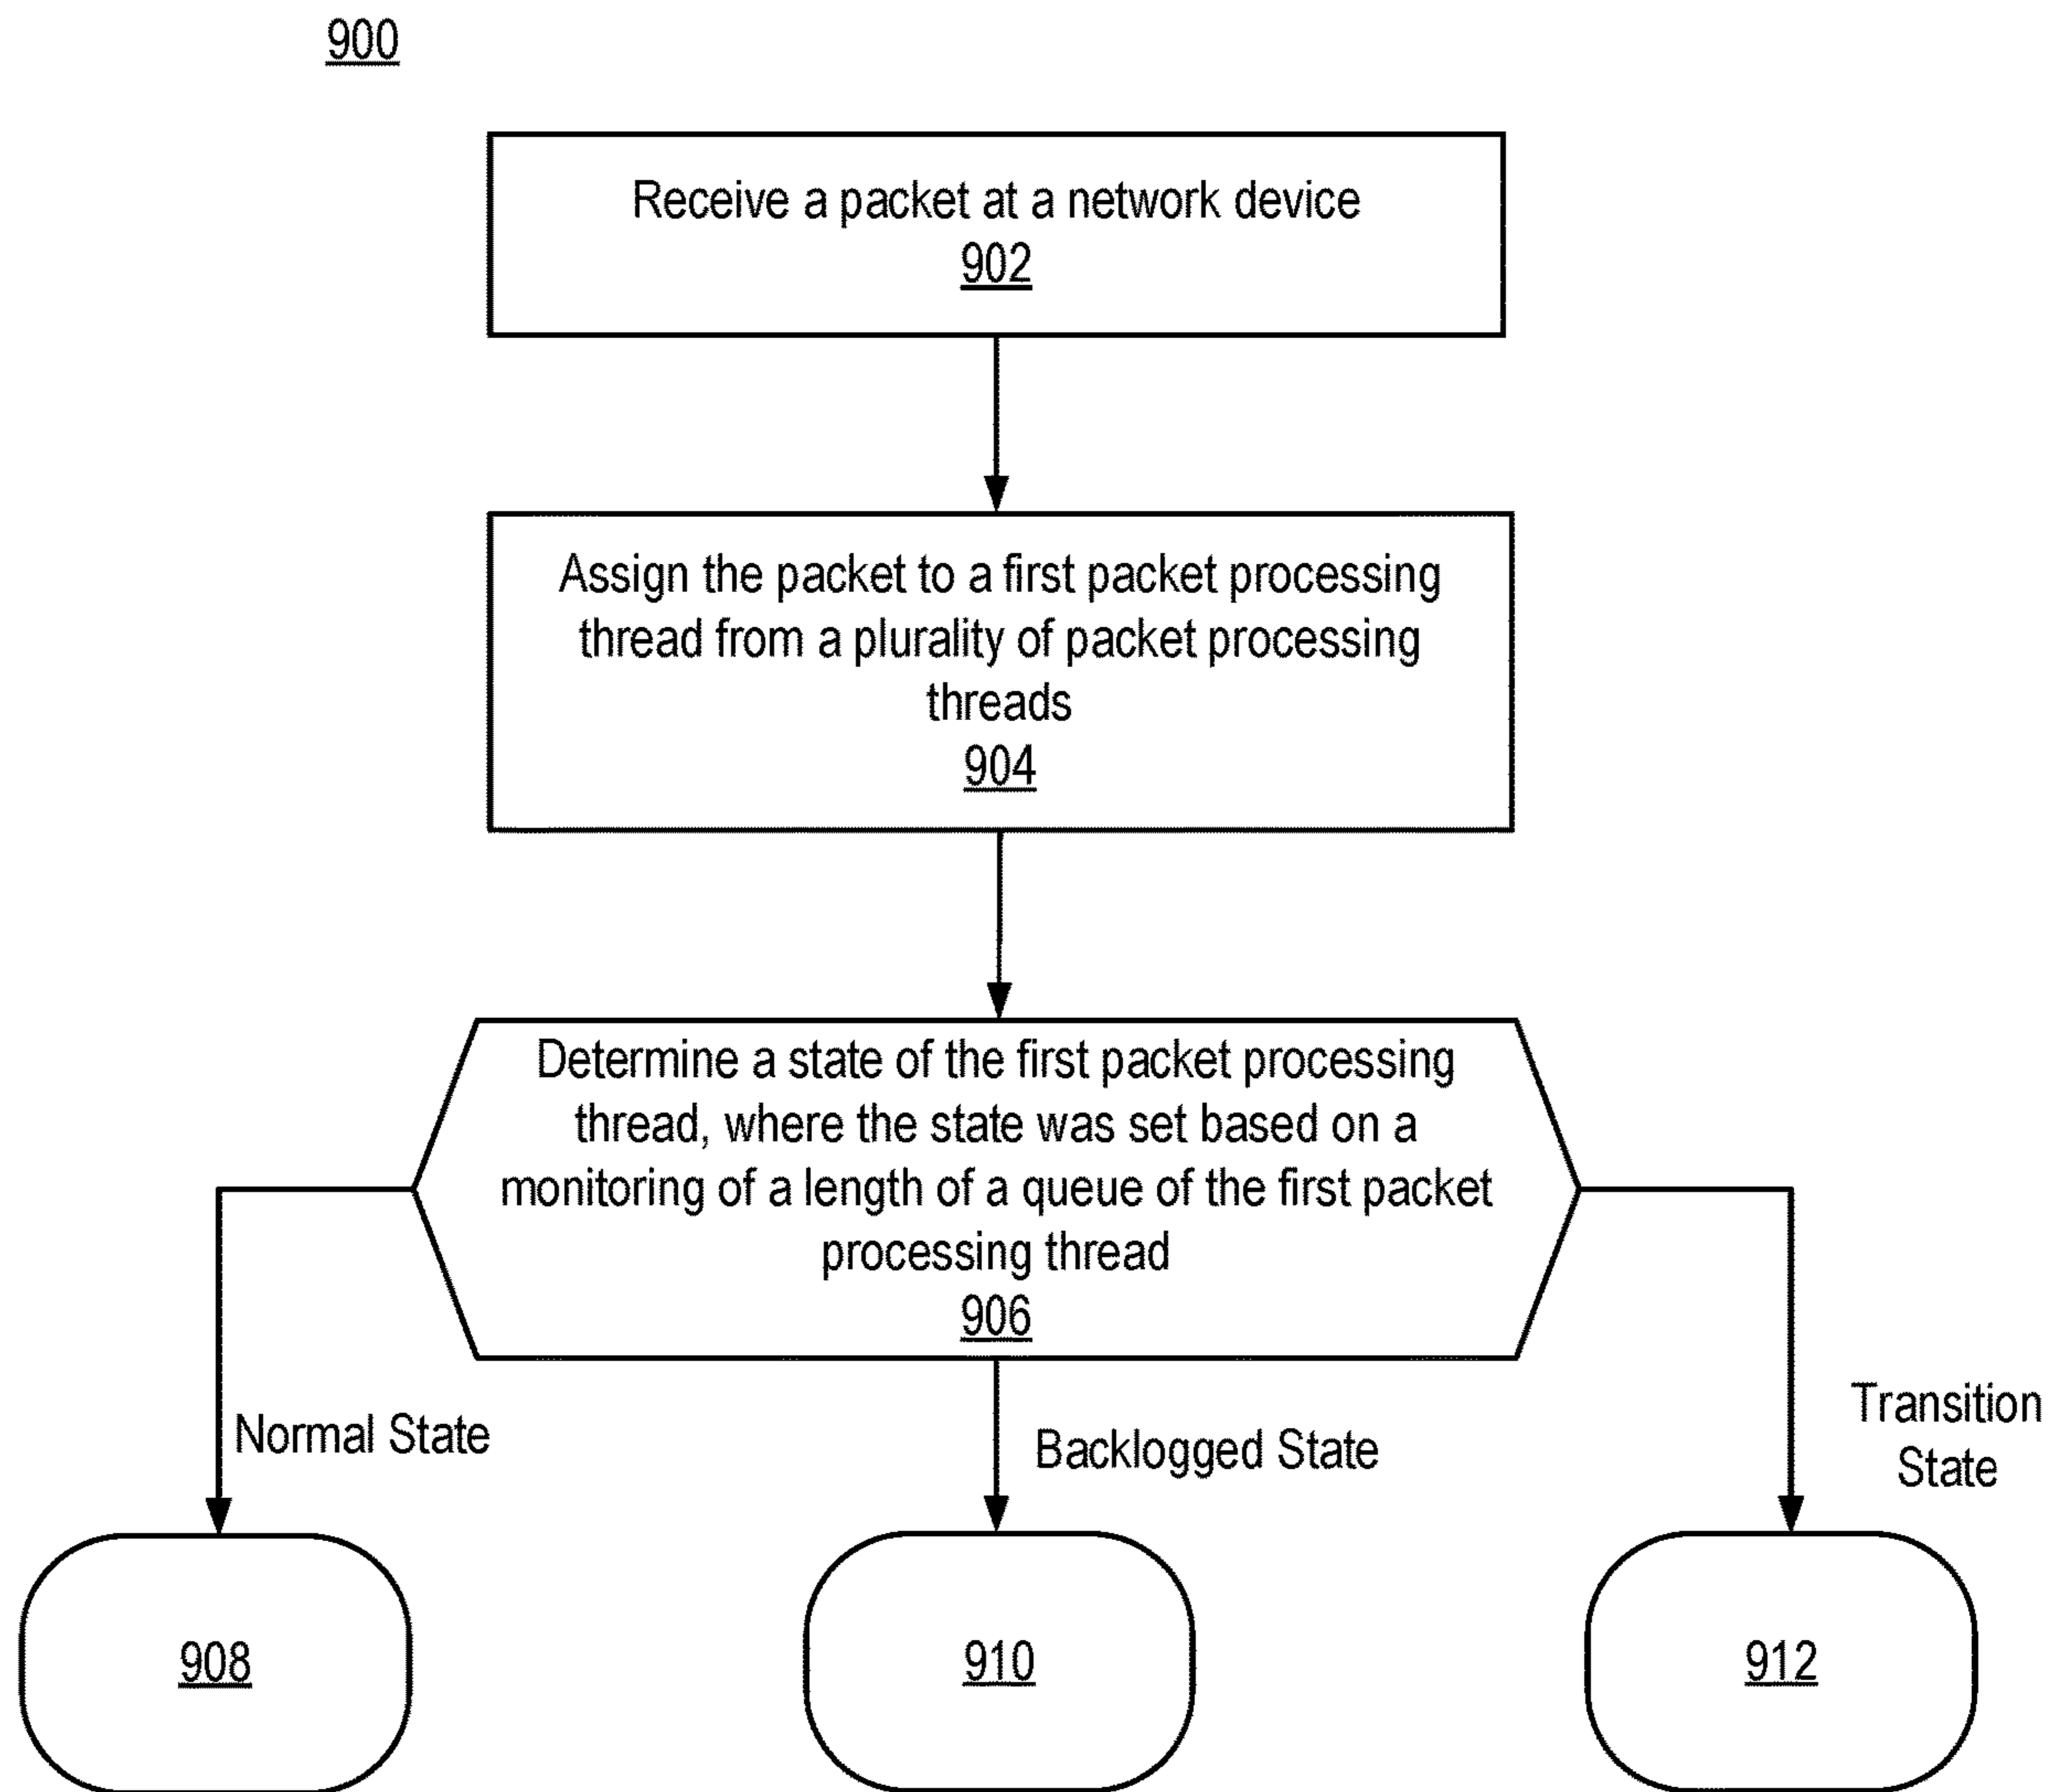 900
Receive a packet at a network device
902
Assign the packet to a first packet processing
thread from a plurality of packet processing
threads
904
Determine a state of the first packet processing
thread, where the state was set based on a
monitoring of a length of a queue of the first packet
processing thread
906
Normal State
Backlogged State
Transition
State
908
910
912